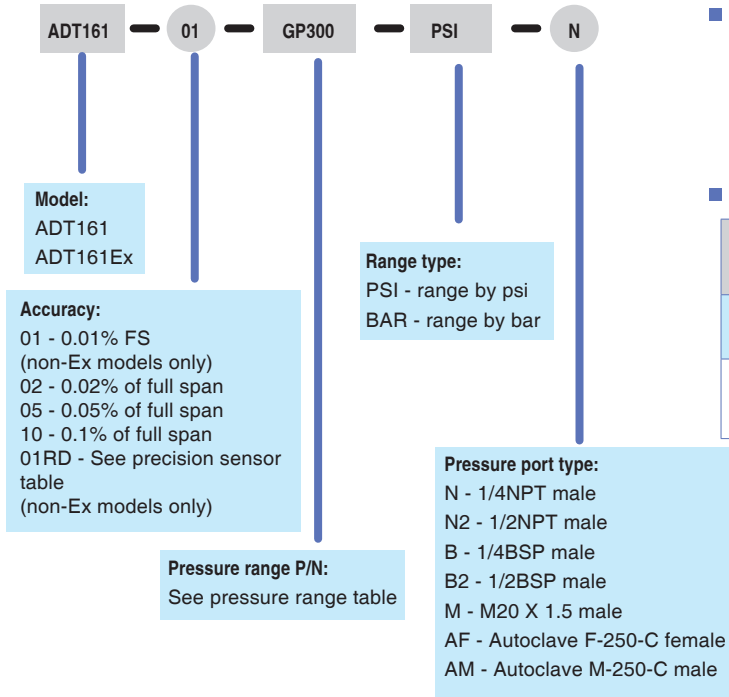 ADT161 01 GP300 PSI N
Model:
ADT161
ADT161Ex
Accuracy:
01 - 0.01% FS
(non-Ex models only)
02 - 0.02% of full span
05 - 0.05% of full span
10 - 0.1% of full span
01RD - See precision sensor
table
(non-Ex models only)
Pressure range P/N:
See pressure range table
Range type:
PSI - range by psi
BAR - range by bar
Pressure port type:
N - 1/4NPT male
N2 - 1/2NPT male
B - 1/4BSP male
B2 - 1/2BSP male
M - M20 X 1.5 male
AF - Autoclave F-250-C female
AM - Autoclave M-250-C male